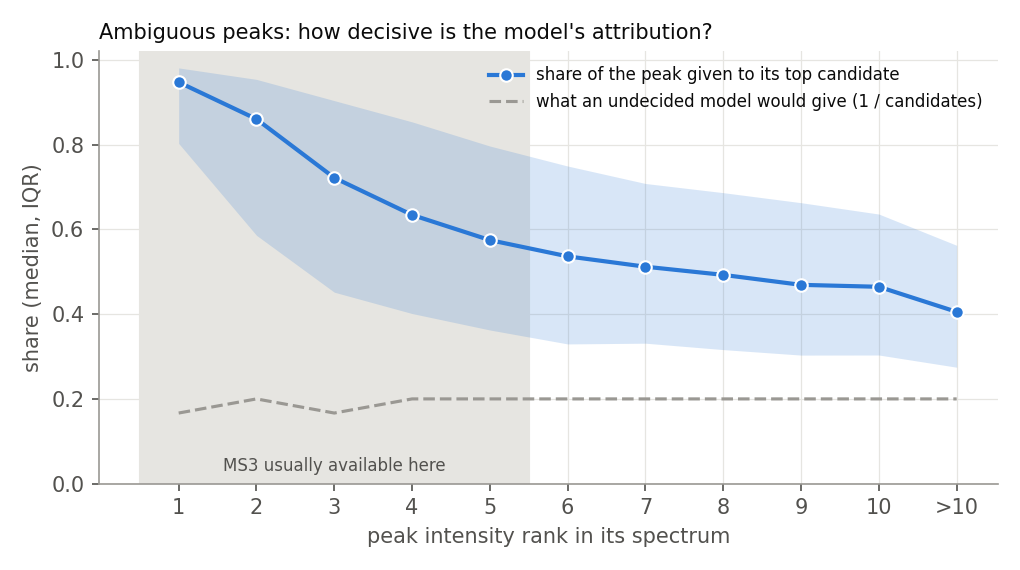 Ambiguous peaks: how decisive is the model's attribution?
share of the peak given to its top candidate
what an undecided model would give (1 / candidates)
share (median, IQR)
1.0
0.8
0.6
0.4
0.2
0.0
MS3 usually available here
1 2 3 4 5 6 7 8 9 10 >10
peak intensity rank in its spectrum